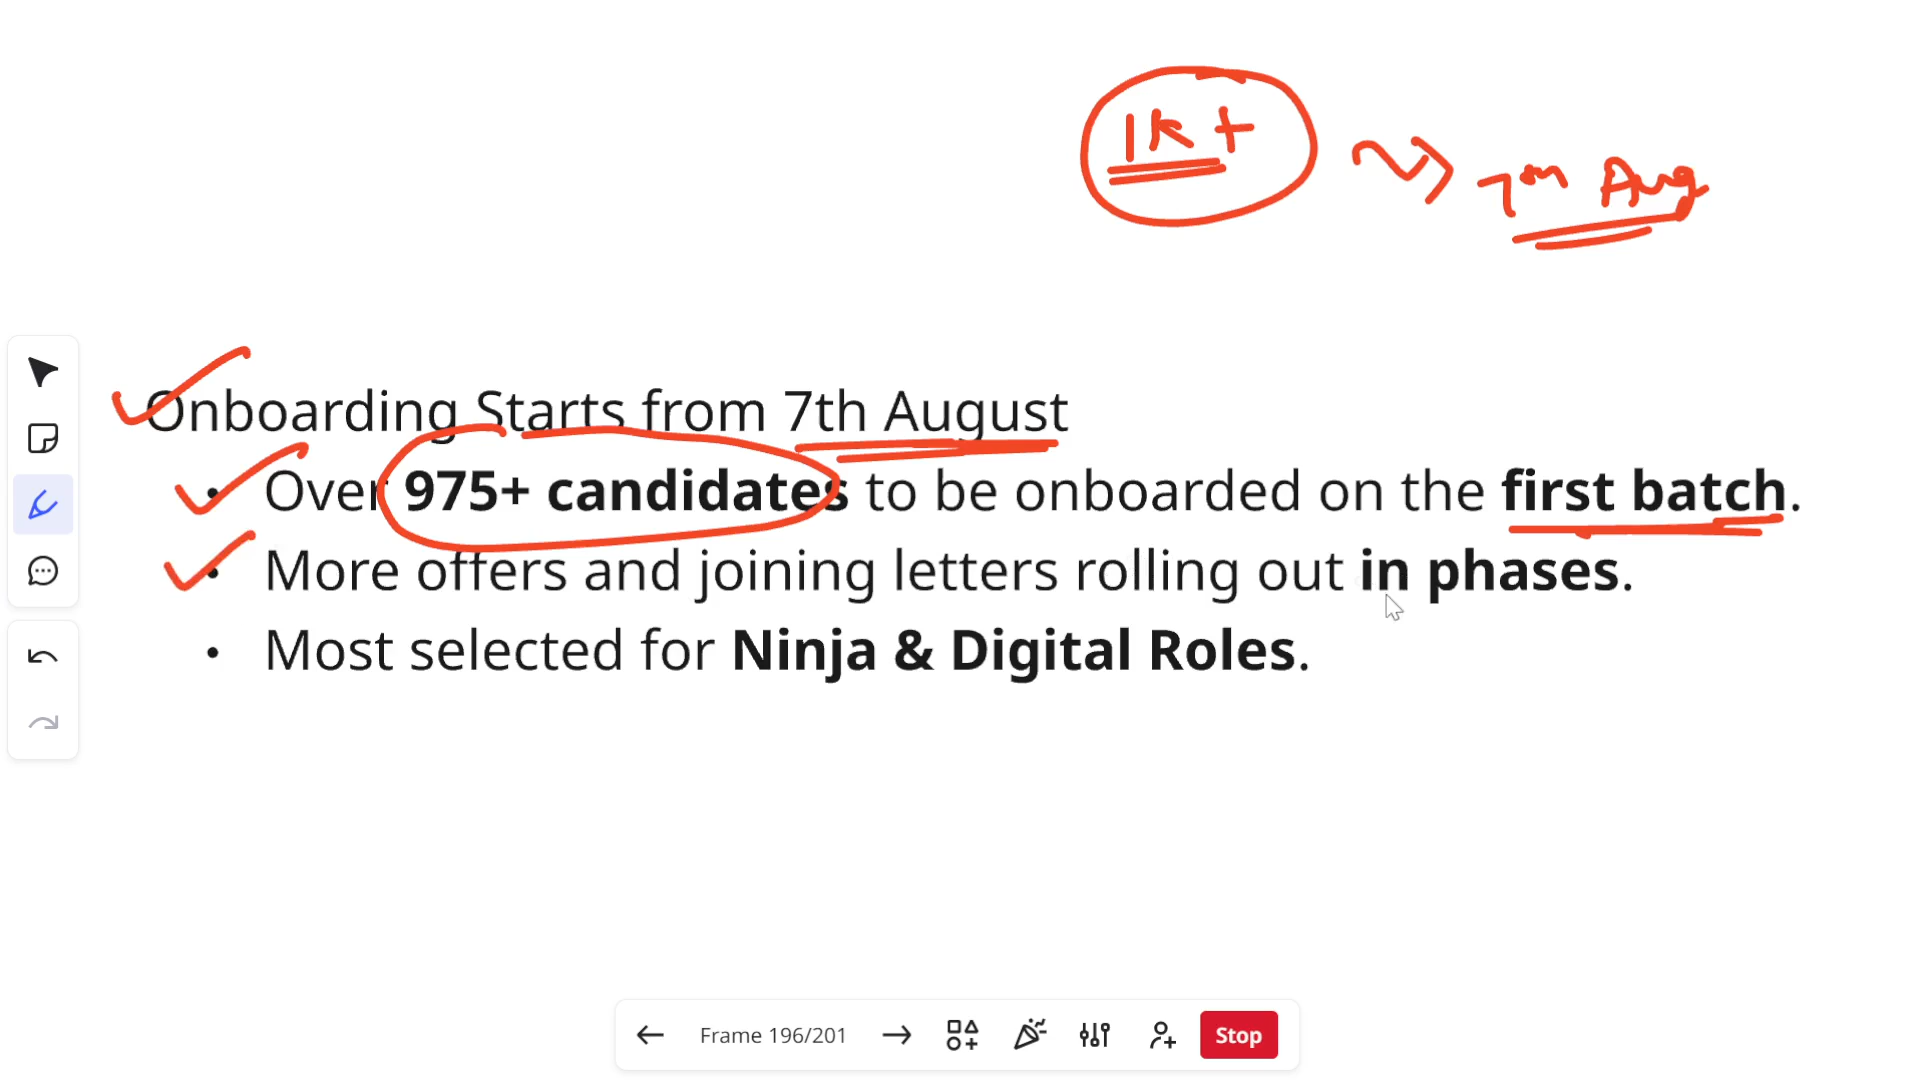 1K+
7th Aug
Onboarding Starts from 7th August
• Over 975+ candidates to be onboarded on the first batch.
• More offers and joining letters rolling out in phases.
• Most selected for Ninja & Digital Roles.
Frame 196/201
Stop